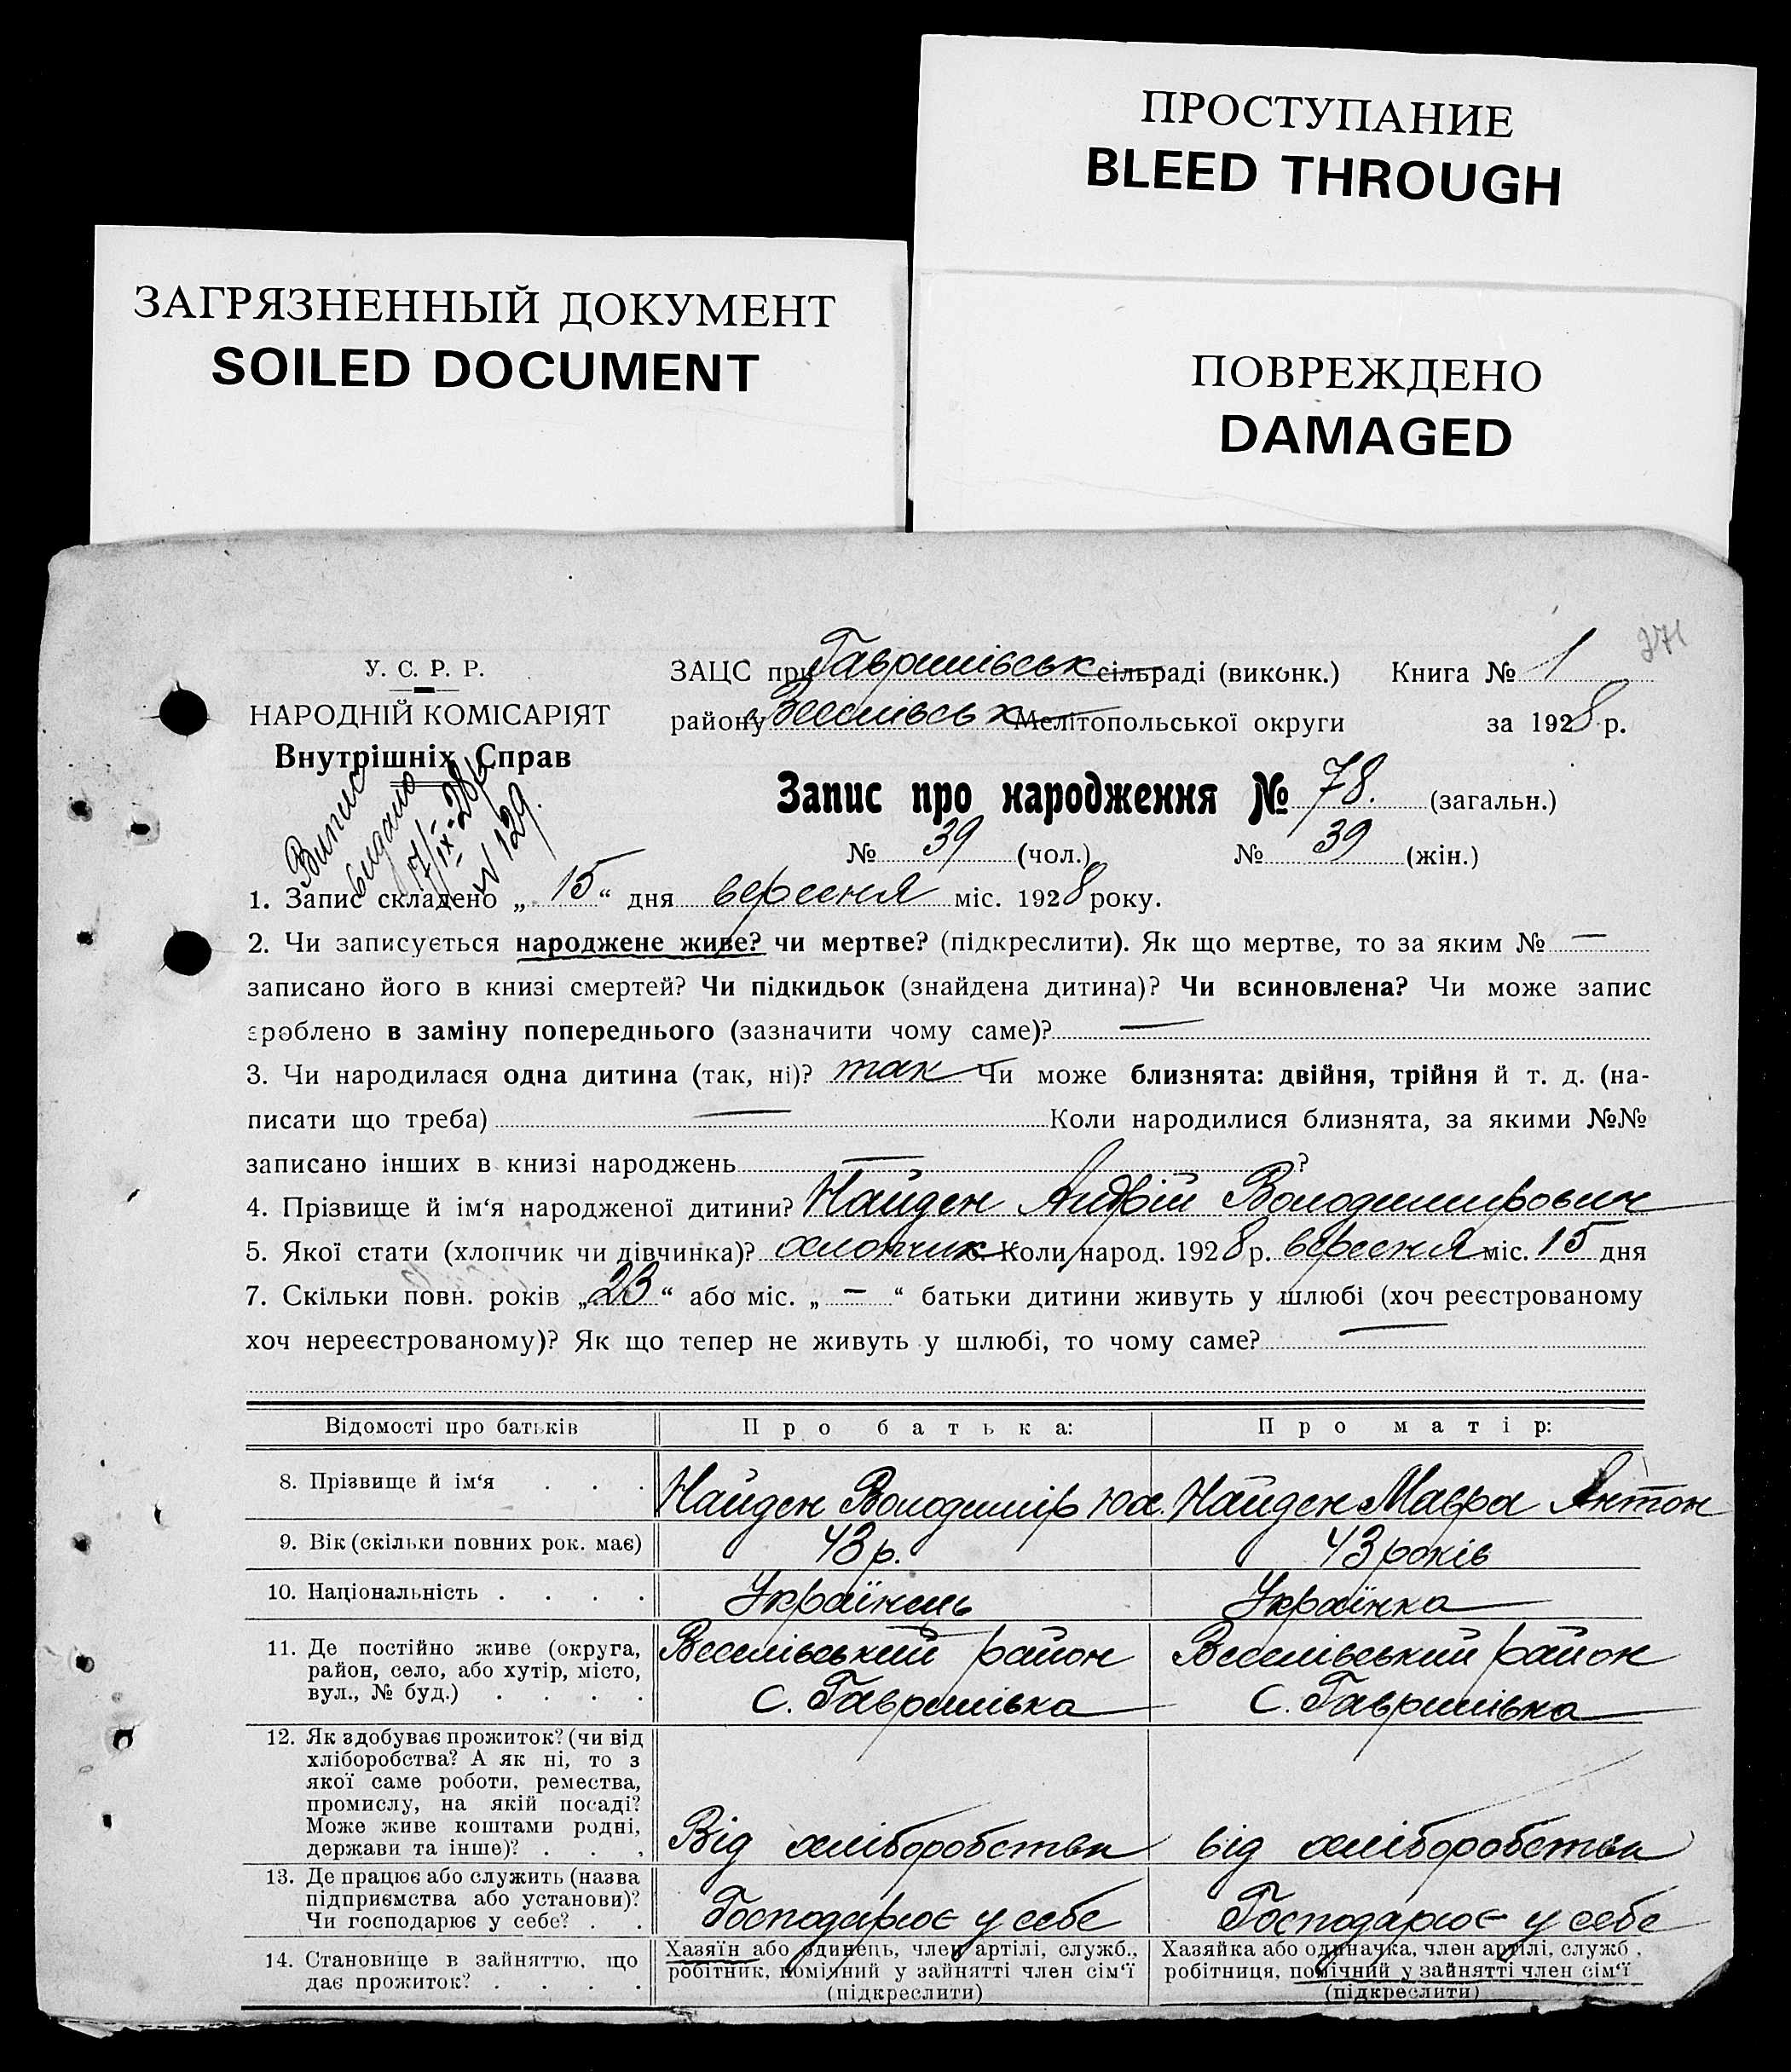 ПРОСТУПАНИЕ
BLEED THROUGH
ЗАГРЯЗНЕННЫЙ ДОКУМЕНТ
SOILED DOCUMENT
ПОВРЕЖДЕНО
DAMAGED
271
У. С. Р. Р.
НАРОДНІЙ КОМІСАРІЯТ
Внутрішніх Справ
Випис
видано
17/IX-28р
№ 129.
ЗАЦС при Гаврилівськ сільраді (виконк.) Книга № 1
району Веселівськ Мелітопольської округи за 1928 р.
Запис про народження № 78. (загальн.)
№ 39 (чол.) № 39 (жін.)
1. Запис складено „ 15 “ дня вересня міс. 1928 року.
2. Чи записується народжене живе? чи мертве? (підкреслити). Як що мертве, то за яким № —
записано його в книзі смертей? Чи підкидьок (знайдена дитина)? Чи всиновлена? Чи може запис
зроблено в заміну попереднього (зазначити чому саме)? —
3. Чи народилася одна дитина (так, ні)? так Чи може близнята: двійня, трійня й т. д. (на-
писати що треба) — Коли народилися близнята, за якими №№
записано інших в книзі народжень — ?
4. Прізвище й ім‘я народженої дитини? Найден Андрій Володимирович
5. Якої стати (хлопчик чи дівчинка)? хлопчик Коли народ. 1928 р. вересня міс. 15 дня
7. Скільки повн. років „ 23 “ або міс. „ — “ батьки дитини живуть у шлюбі (хоч реєстрованому
хоч нереєстрованому)? Як що тепер не живуть у шлюбі, то чому саме? —
Відомості про батьків Про батька: Про матір:
8. Прізвище й ім‘я . . . Найден Володимір Юх. Найден Мавра Антон
9. Вік (скільки повних рок. має) 43 р. 43 років
10. Національність . . . . Українець Українка
11. Де постійно живе (округа,
район, село, або хутір, місто,
вул., № буд.) . . . .
Веселівський район
с. Гаврилівка
Веселівський район
с. Гаврилівка
12. Як здобуває прожиток? (чи від
хліборобства? А як ні, то з
якої саме роботи, ремества,
промислу, на якій посаді?
Може живе коштами родні,
держави та інше)? . . .
Від хліборобства
від хліборобства
13. Де працює або служить (назва
підприємства або установи)?
Чи господарює у себе? . .
Господарює у себе
Господарює у себе
14. Становище в зайняттю, що
дає прожиток? . . . .
Хазяїн або одинець, член артілі, служб.,
робітник, помічний у зайнятті член сім‘ї
(підкреслити)
Хазяйка або одиначка, член артілі, служб.,
робітниця, помічний у зайнятті член сім‘ї
(підкреслити)